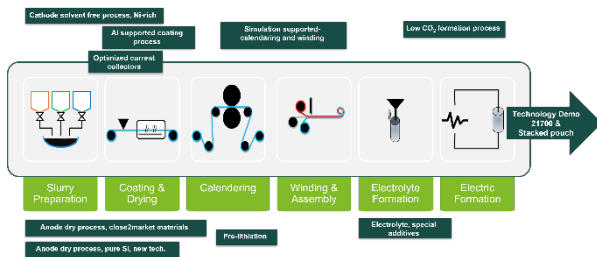 Cathode solvent free process, Ni-rich
AI supported coating
process
Optimized current
collectors
Simulation supported-
calendaring and winding
Low CO2 formation process
Technology Demo
21700 &
Stacked pouch
Slurry
Preparation
Coating &
Drying
Calendering
Winding &
Assembly
Electrolyte
Formation
Electric
Formation
Anode dry process, close2market materials
Anode dry process, pure Si, new tech.
Pre-lithiation
Electrolyte, special
additives